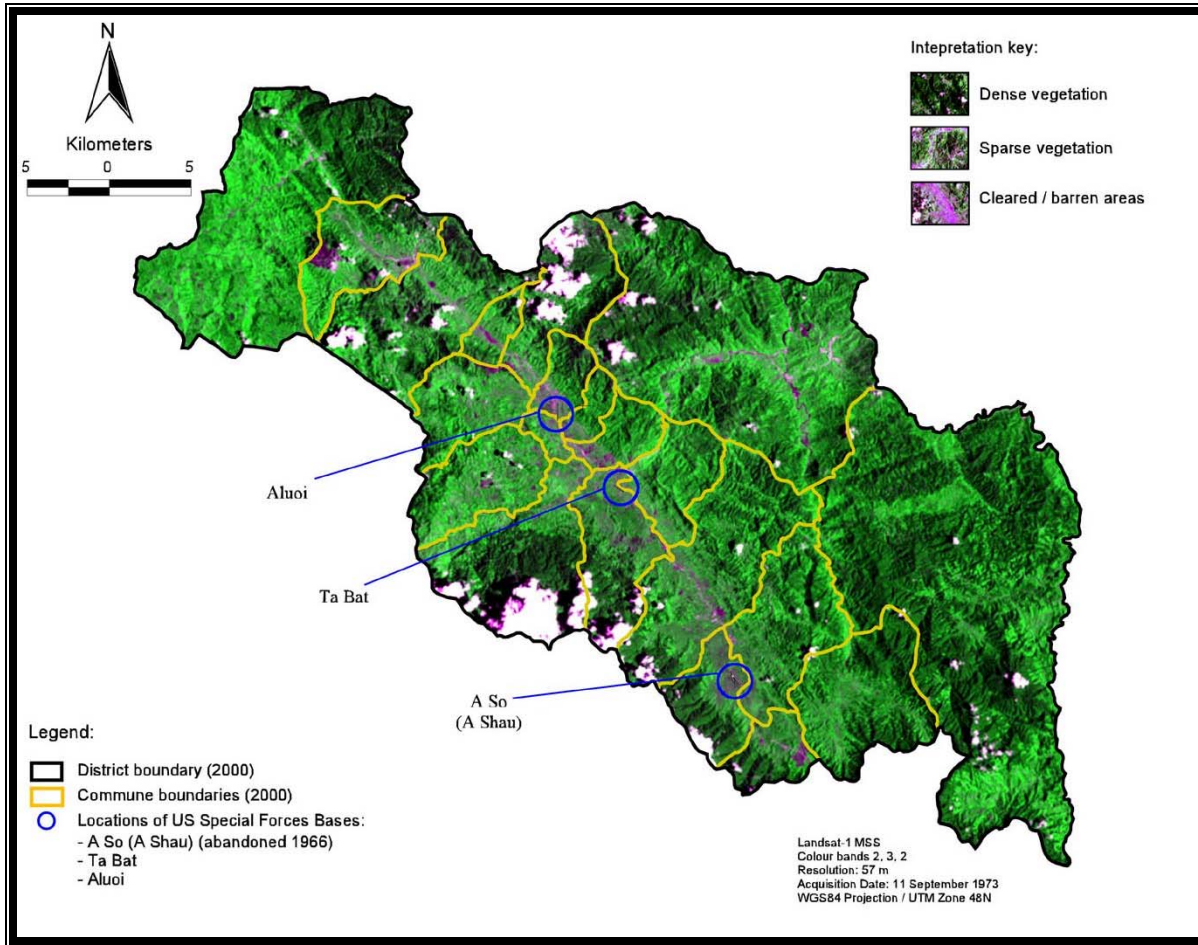 N
Kilometers
5 0 5
Intepretation key:
Dense vegetation
Sparse vegetation
Cleared / barren areas
Aluoi
Ta Bat
A So
(A Shau)
Legend:
District boundary (2000)
Commune boundaries (2000)
Locations of US Special Forces Bases:
- A So (A Shau) (abandoned 1966)
- Ta Bat
- Aluoi
Landsat-1 MSS
Colour bands 2, 3, 2
Resolution: 57 m
Acquisition Date: 11 September 1973
WGS84 Projection / UTM Zone 48N